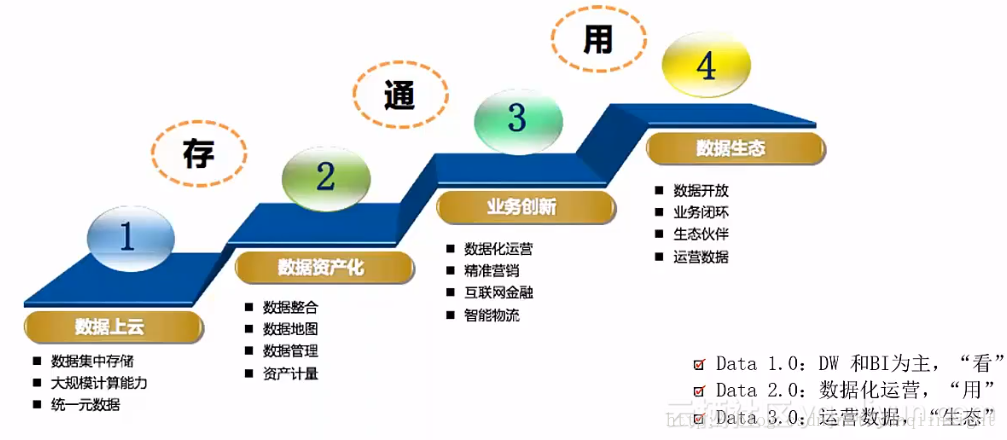 存
通
用
1
数据上云
数据集中存储
大规模计算能力
统一元数据
2
数据资产化
数据整合
数据地图
数据管理
资产计量
3
业务创新
数据化运营
精准营销
互联网金融
智能物流
4
数据生态
数据开放
业务闭环
生态伙伴
运营数据
Data 1.0: DW 和BI为主，“看”
Data 2.0: 数据化运营，“用”
Data 3.0: 运营数据，“生态”